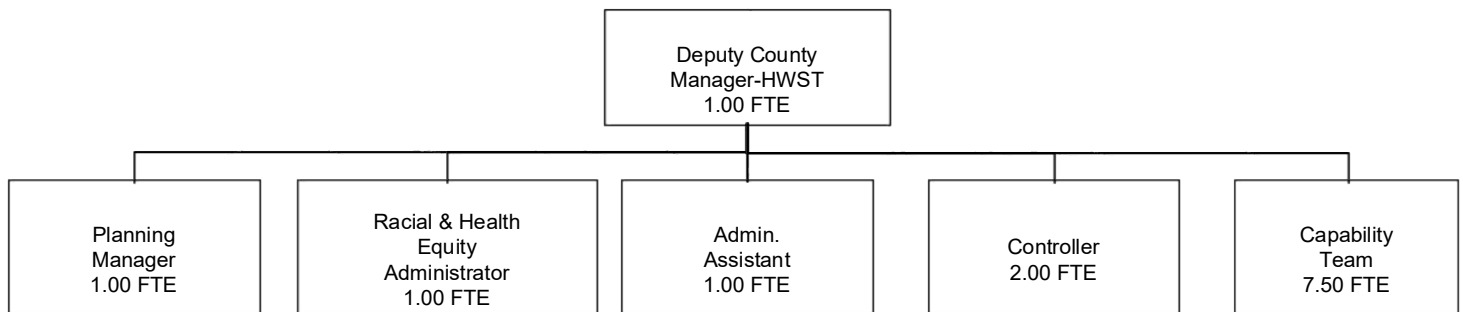 Deputy County
Manager-HWST
1.00 FTE
Planning
Manager
1.00 FTE
Racial & Health
Equity
Administrator
1.00 FTE
Admin.
Assistant
1.00 FTE
Controller
2.00 FTE
Capability
Team
7.50 FTE